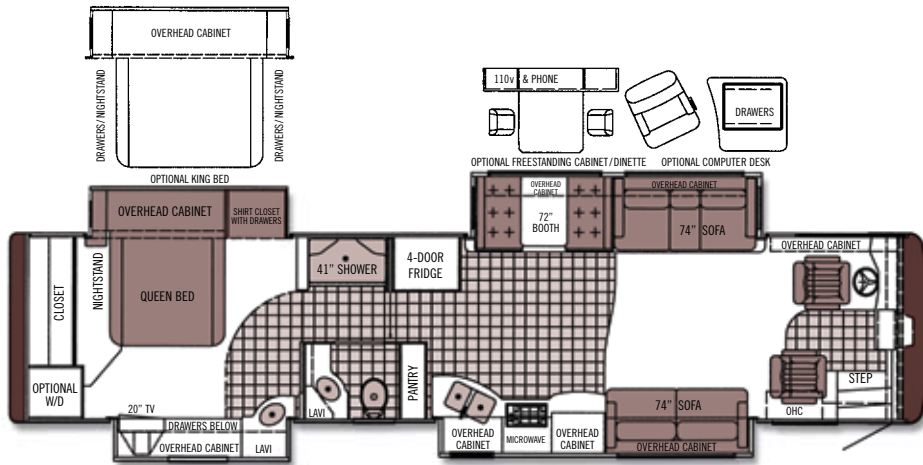 OVERHEAD CABINET
DRAWERS/ NIGHTSTAND
DRAWERS/ NIGHTSTAND
OPTIONAL KING BED
110v & PHONE
DRAWERS
OPTIONAL FREESTANDING CABINET/DINETTE
OPTIONAL COMPUTER DESK
OVERHEAD CABINET
SHIRT CLOSET
WITH DRAWERS
OVERHEAD
CABINET
72"
BOOTH
OVERHEAD CABINET
74" SOFA
OVERHEAD CABINET
CLOSET
NIGHTSTAND
QUEEN BED
41" SHOWER
4-DOOR
FRIDGE
OPTIONAL
W/D
LAVI
PANTRY
STEP
OHC
20" TV
DRAWERS BELOW
OVERHEAD CABINET
LAVI
OVERHEAD
CABINET
MICROWAVE
OVERHEAD
CABINET
74" SOFA
OVERHEAD CABINET